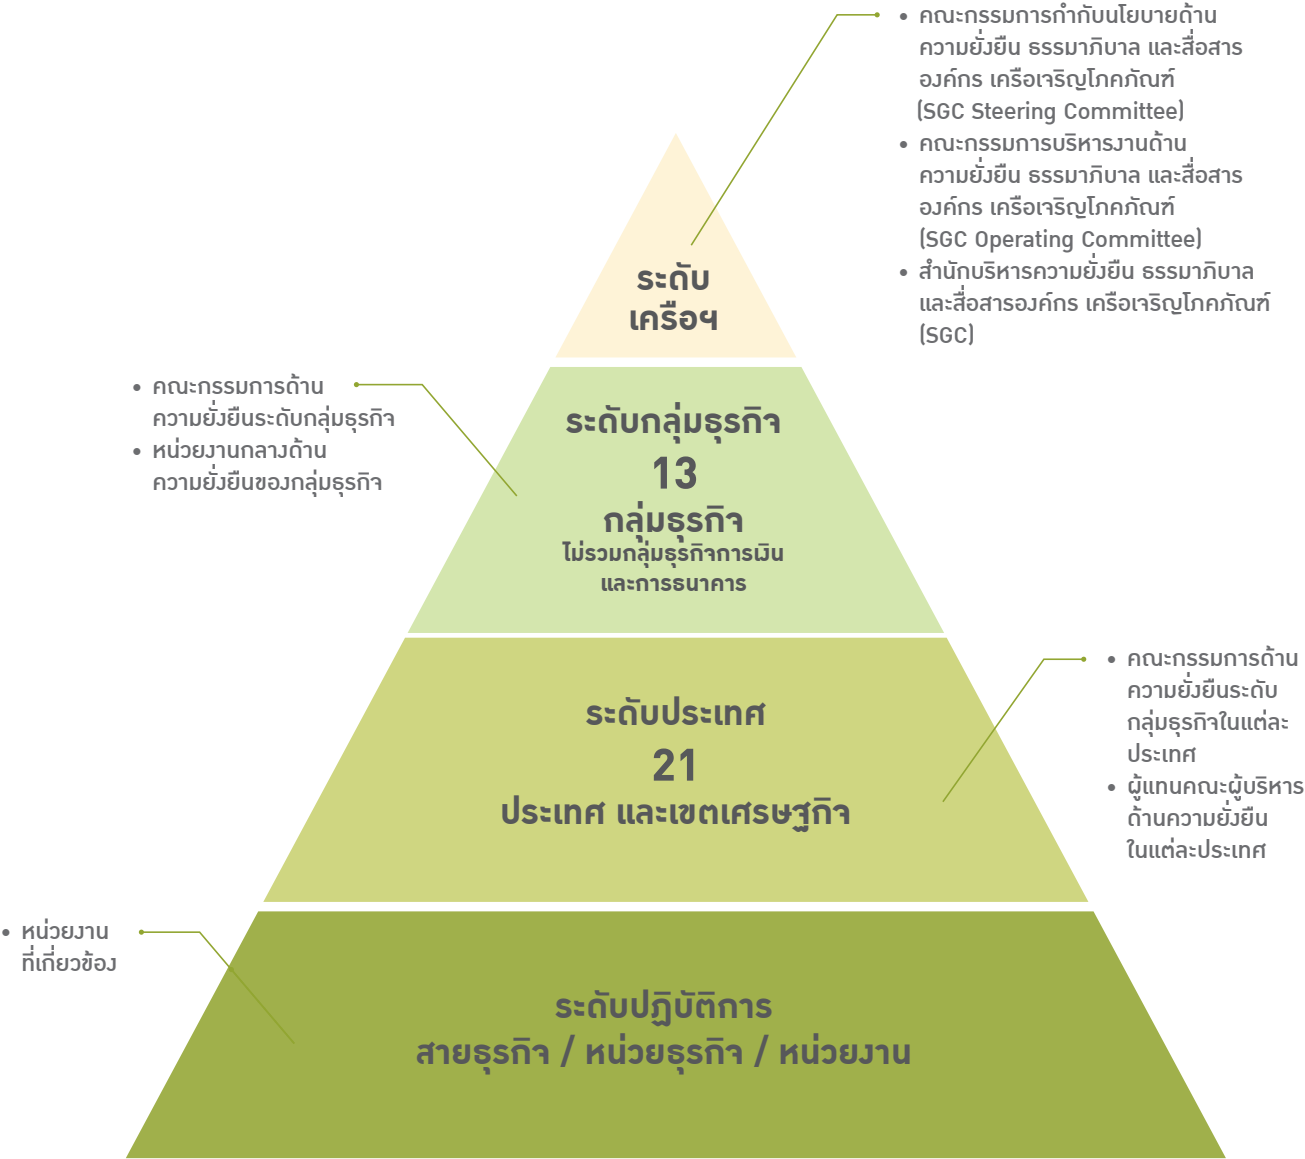 • คณะกรรมการกำกับนโยบายด้าน
ความยั่งยืน ธรรมาภิบาล และสื่อสาร
องค์กร เครือเจริญโภคภัณฑ์
(SGC Steering Committee)
• คณะกรรมการบริหารงานด้าน
ความยั่งยืน ธรรมาภิบาล และสื่อสาร
องค์กร เครือเจริญโภคภัณฑ์
(SGC Operating Committee)
• สำนักบริหารความยั่งยืน ธรรมาภิบาล
และสื่อสารองค์กร เครือเจริญโภคภัณฑ์
(SGC)
ระดับ
เครือฯ
• คณะกรรมการด้าน
ความยั่งยืนระดับกลุ่มธุรกิจ
• หน่วยงานกลางด้าน
ความยั่งยืนของกลุ่มธุรกิจ
ระดับกลุ่มธุรกิจ
13
กลุ่มธุรกิจ
ไม่รวมกลุ่มธุรกิจการเงิน
และการธนาคาร
• คณะกรรมการด้าน
ความยั่งยืนระดับ
กลุ่มธุรกิจในแต่ละ
ประเทศ
• ผู้แทนคณะผู้บริหาร
ด้านความยั่งยืน
ในแต่ละประเทศ
ระดับประเทศ
21
ประเทศ และเขตเศรษฐกิจ
• หน่วยงาน
ที่เกี่ยวข้อง
ระดับปฏิบัติการ
สายธุรกิจ / หน่วยธุรกิจ / หน่วยงาน